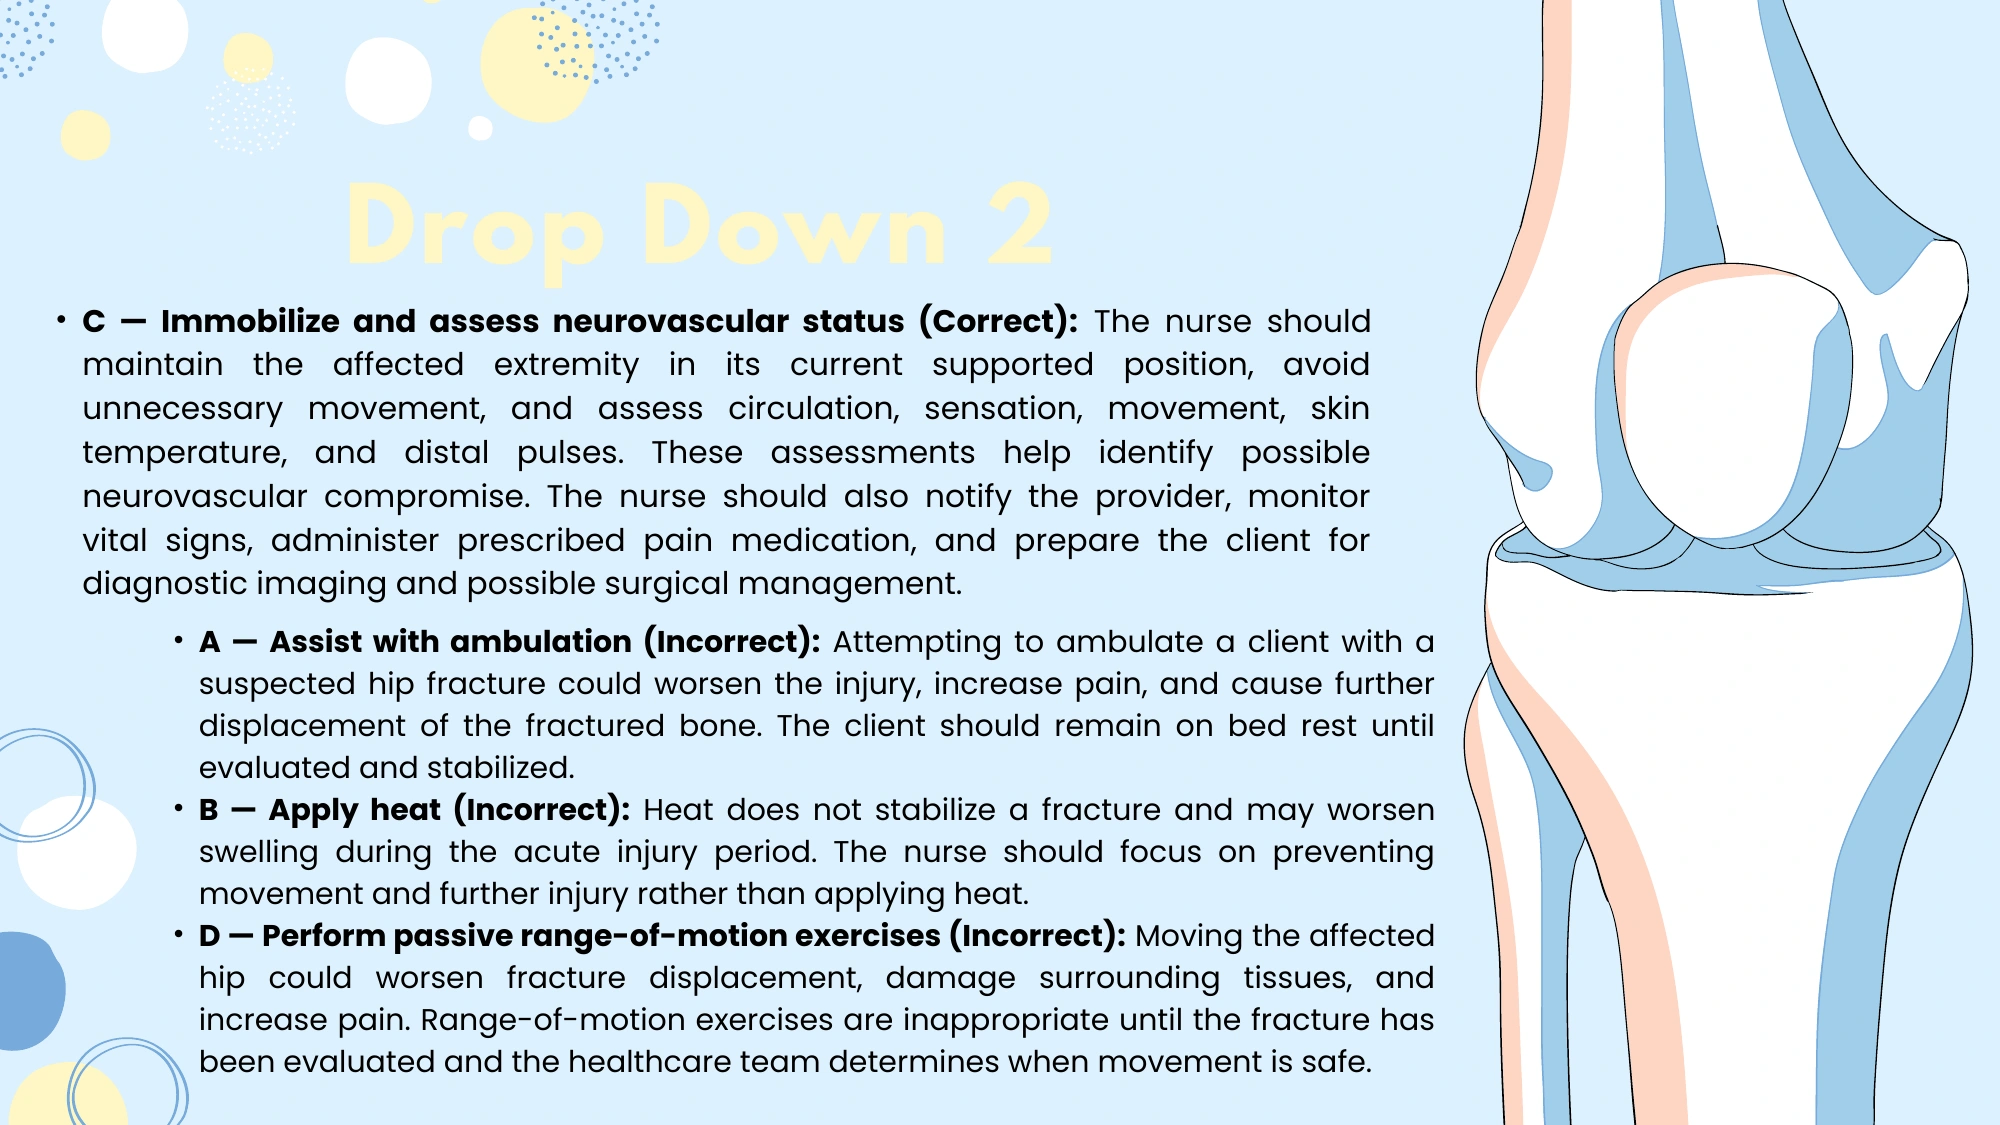 Drop Down 2
• C — Immobilize and assess neurovascular status (Correct): The nurse should
maintain the affected extremity in its current supported position, avoid
unnecessary movement, and assess circulation, sensation, movement, skin
temperature, and distal pulses. These assessments help identify possible
neurovascular compromise. The nurse should also notify the provider, monitor
vital signs, administer prescribed pain medication, and prepare the client for
diagnostic imaging and possible surgical management.
• A — Assist with ambulation (Incorrect): Attempting to ambulate a client with a
suspected hip fracture could worsen the injury, increase pain, and cause further
displacement of the fractured bone. The client should remain on bed rest until
evaluated and stabilized.
• B — Apply heat (Incorrect): Heat does not stabilize a fracture and may worsen
swelling during the acute injury period. The nurse should focus on preventing
movement and further injury rather than applying heat.
• D — Perform passive range-of-motion exercises (Incorrect): Moving the affected
hip could worsen fracture displacement, damage surrounding tissues, and
increase pain. Range-of-motion exercises are inappropriate until the fracture has
been evaluated and the healthcare team determines when movement is safe.